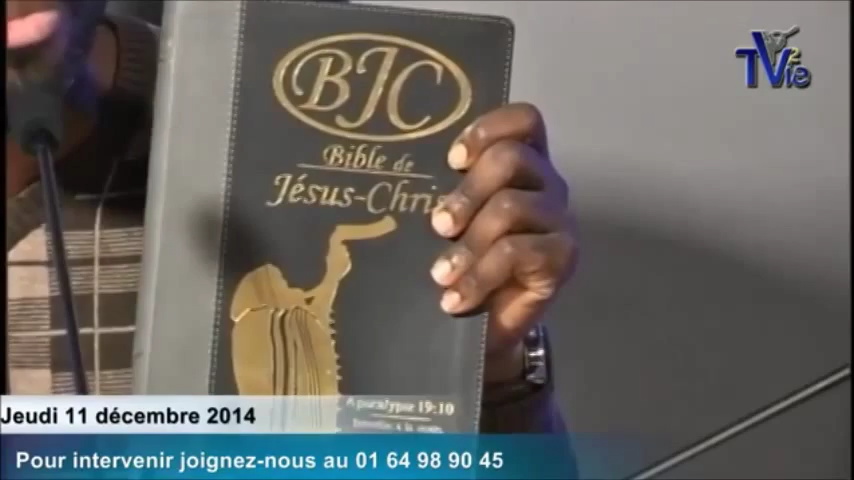 BJC
Bible de
Jésus-Chris
TV2Vie
Apocalypse 19:10
Jeudi 11 décembre 2014
Pour intervenir joignez-nous au 01 64 98 90 45